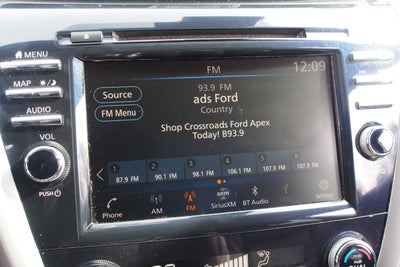 MENU
FM
12:09
MAP
Source
93.9 FM
ads Ford
Country
FM Menu
AUDIO
Shop Crossroads Ford Apex
Today! B93.9
VOL
1 2 3 4 5 6
87.9 FM 90.1 FM 98.1 FM 106.1 FM 107.9 FM 107.9 FM
PUSH
Phone AM FM SiriusXM BT Audio Settings